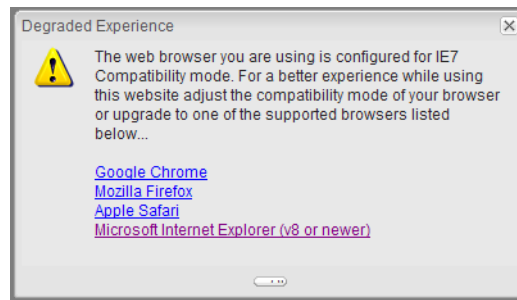 Degraded Experience
The web browser you are using is configured for IE7
Compatibility mode. For a better experience while using
this website adjust the compatibility mode of your browser
or upgrade to one of the supported browsers listed
below...
Google Chrome
Mozilla Firefox
Apple Safari
Microsoft Internet Explorer (v8 or newer)